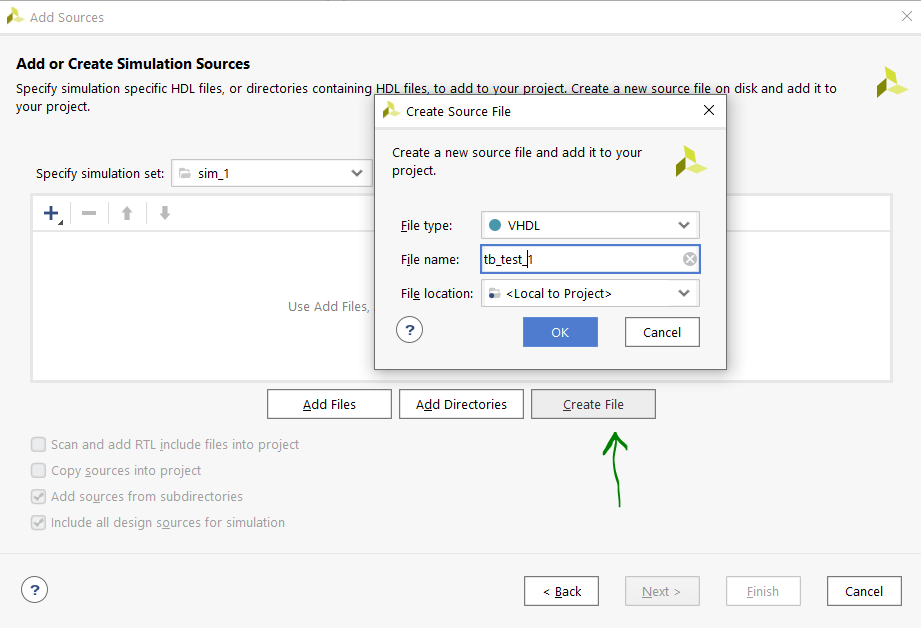 Add Sources
Add or Create Simulation Sources
Specify simulation specific HDL files, or directories containing HDL files, to add to your project. Create a new source file on disk and add it to
your project.
Create Source File
Create a new source file and add it to your
project.
Specify simulation set:
sim_1
File type:
VHDL
File name:
tb_test_1
File location:
<Local to Project>
Use Add Files,
?
OK
Cancel
Add Files
Add Directories
Create File
Scan and add RTL include files into project
Copy sources into project
Add sources from subdirectories
Include all design sources for simulation
?
< Back
Next >
Finish
Cancel